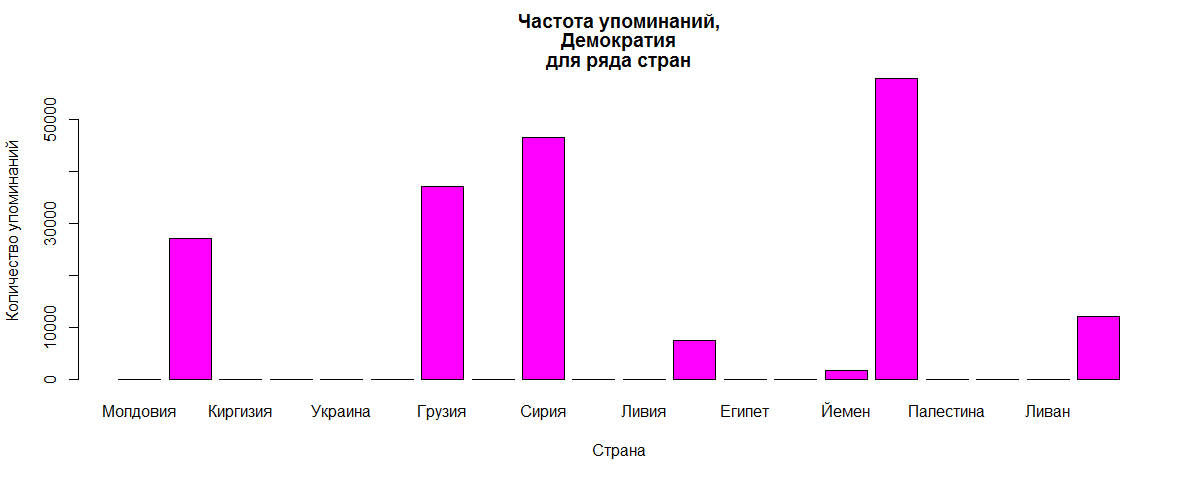 Частота упоминаний,
Демократия
для ряда стран
Количество упоминаний
50000
30000
10000
0
Молдовия Киргизия Украина Грузия Сирия Ливия Египет Йемен Палестина Ливан
Страна